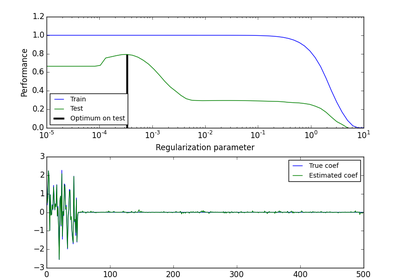 1.2
1.0
0.8
0.6
0.4
0.2
0.0
Performance
Train
Test
Optimum on test
10^-5 10^-4 10^-3 10^-2 10^-1 10^0 10^1
Regularization parameter
3
2
1
0
−1
−2
−3
True coef
Estimated coef
0 100 200 300 400 500